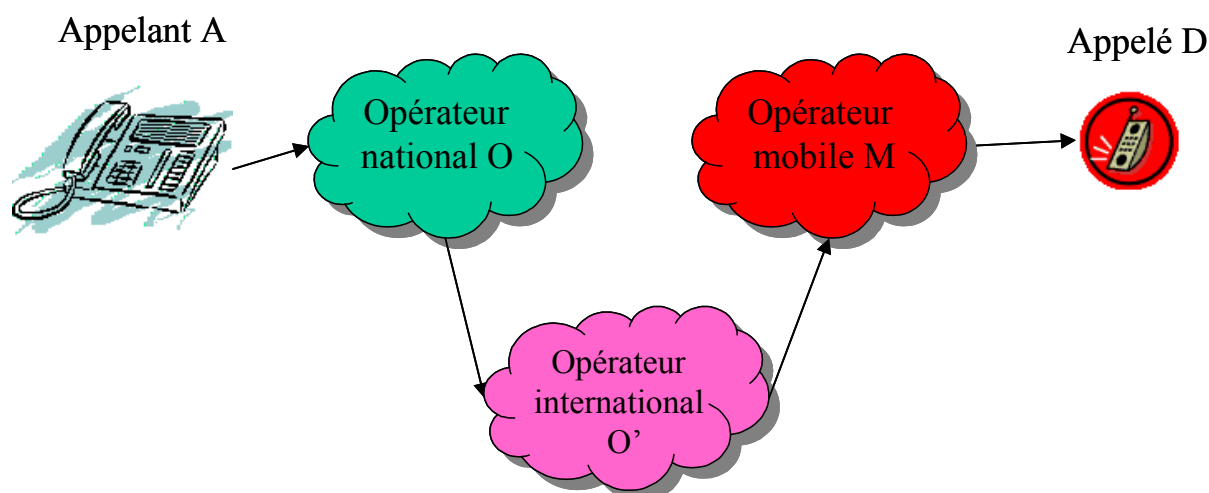 Appelant A
Appelé D
Opérateur
national O
Opérateur
mobile M
Opérateur
international
O’